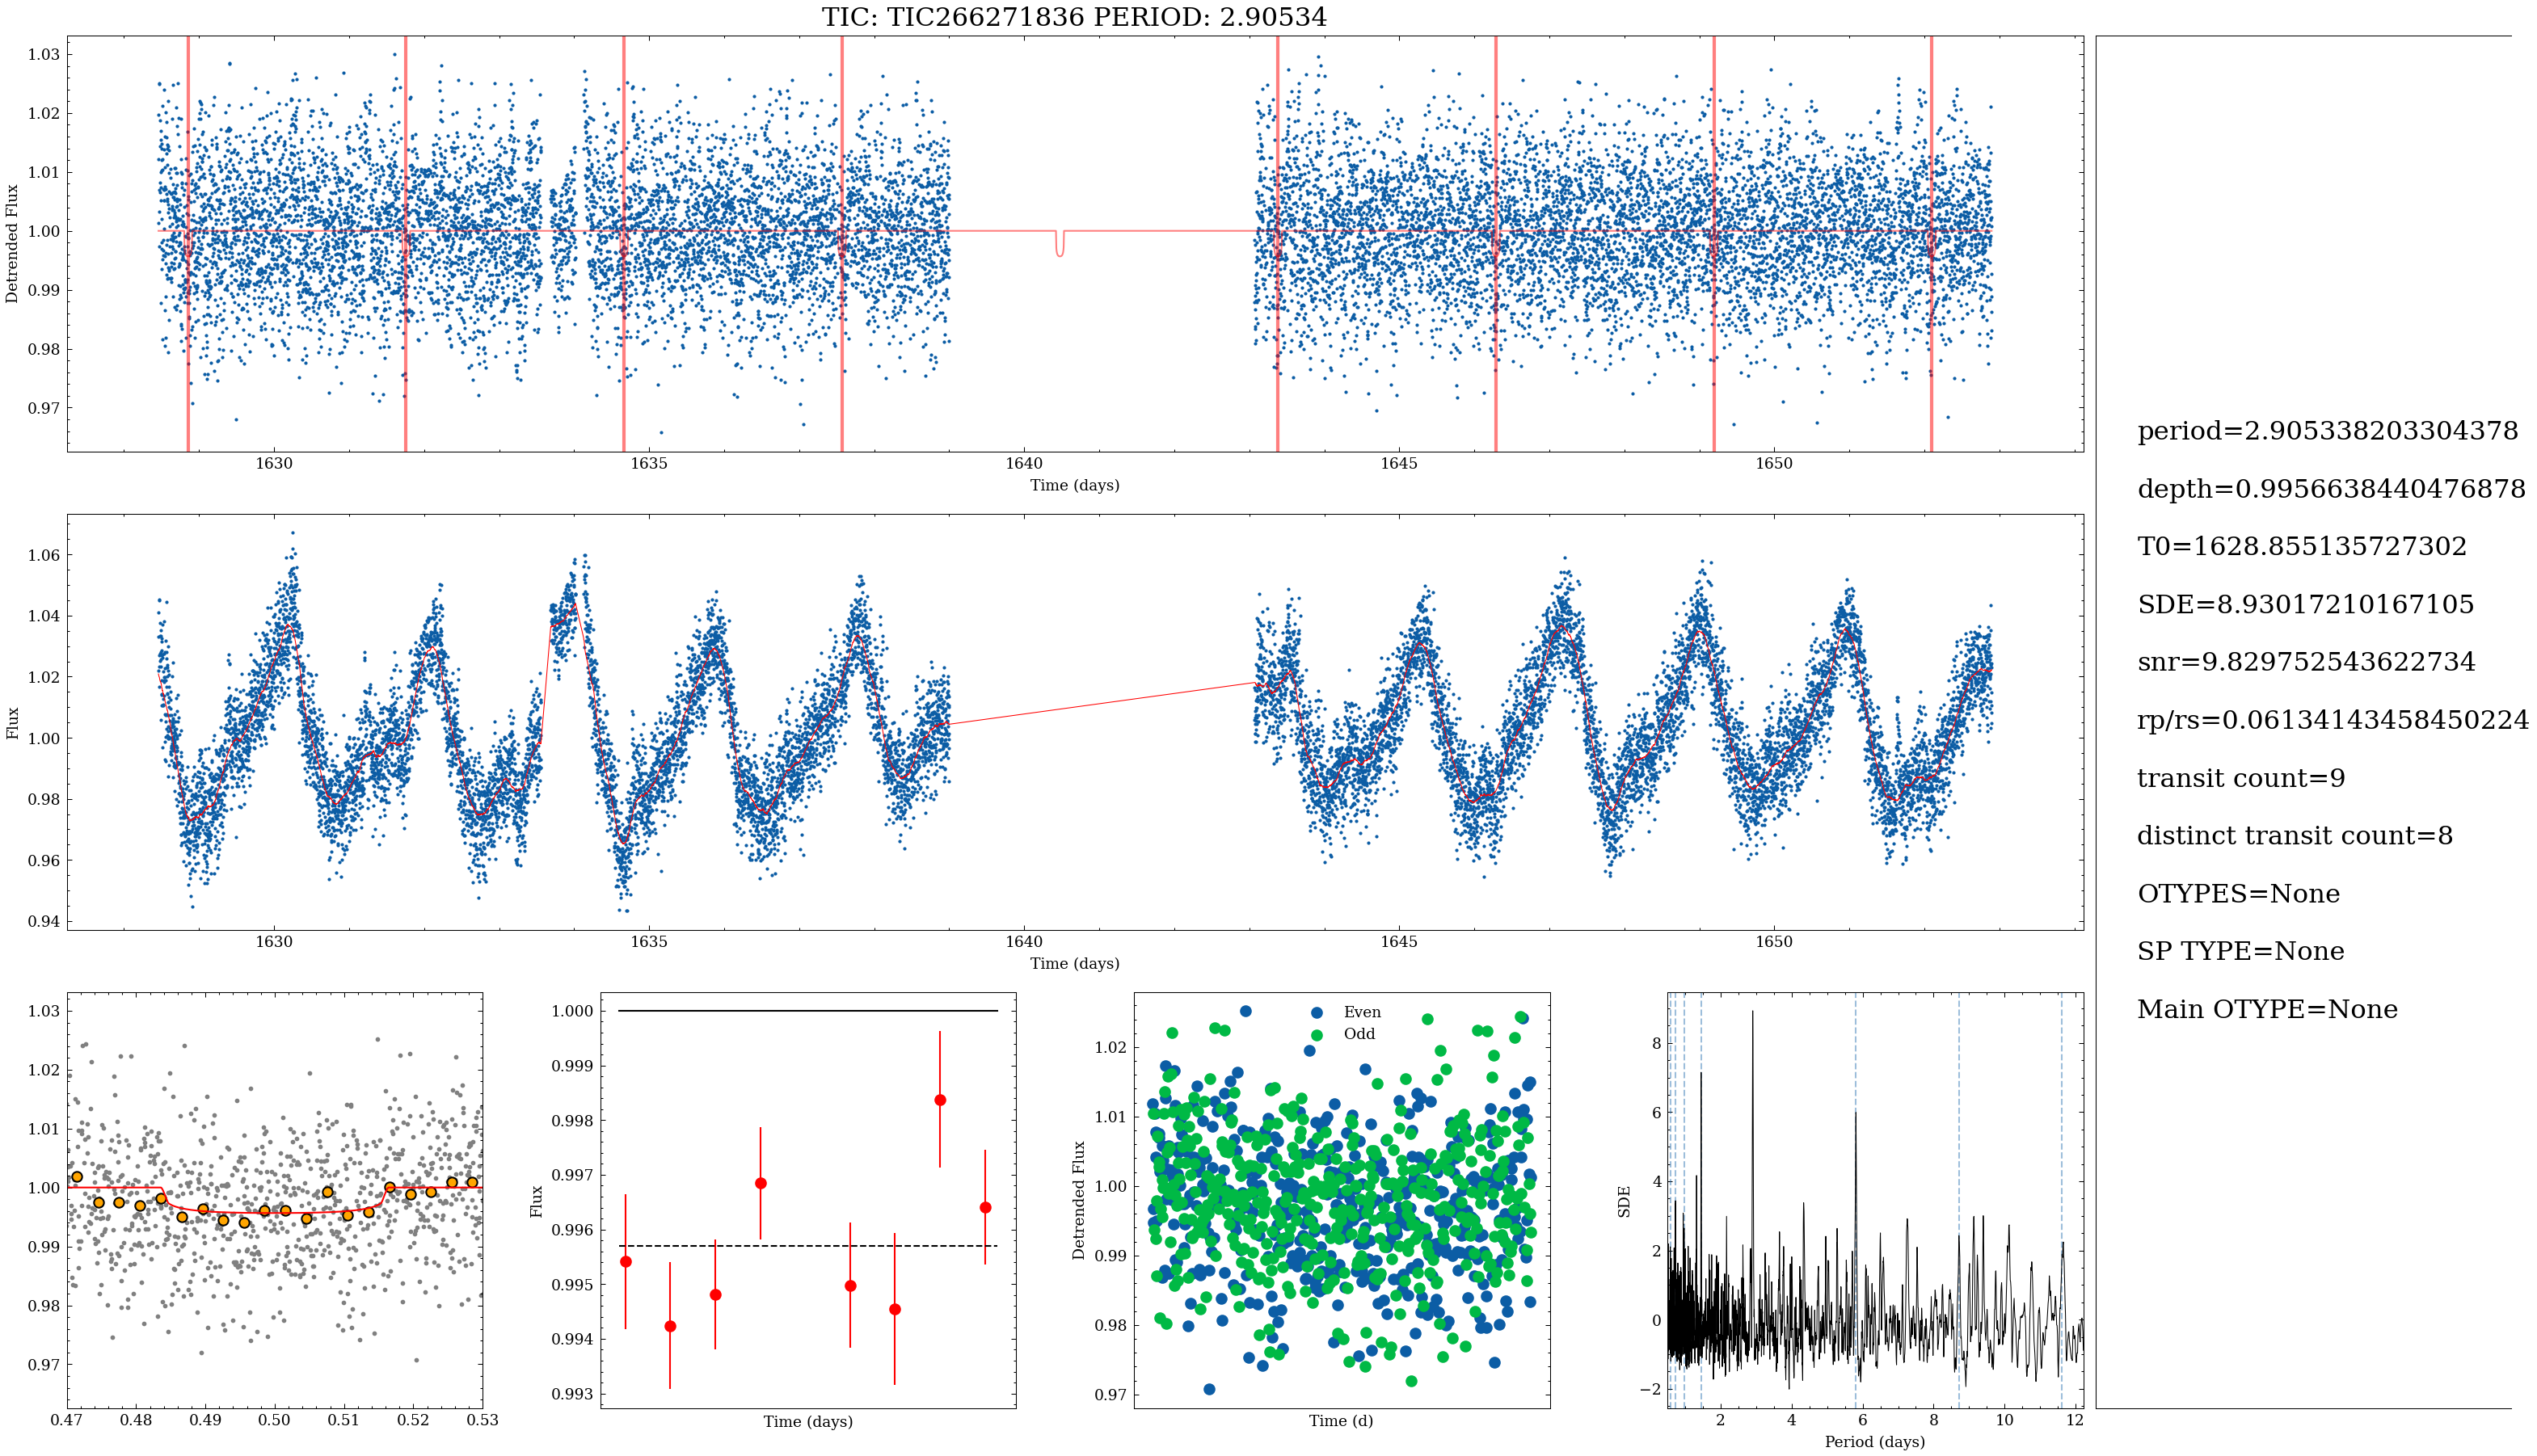 TIC: TIC266271836 PERIOD: 2.90534
1.03
1.02
1.01
1.00
0.99
0.98
0.97
Detrended Flux
1630
1635
1640
1645
1650
Time (days)
period=2.905338203304378
depth=0.9956638440476878
T0=1628.855135727302
SDE=8.93017210167105
snr=9.829752543622734
rp/rs=0.06134143458450224
transit count=9
distinct transit count=8
OTYPES=None
SP TYPE=None
Main OTYPE=None
1.06
1.04
1.02
1.00
0.98
0.96
0.94
Flux
1630
1635
1640
1645
1650
Time (days)
1.03
1.02
1.01
1.00
0.99
0.98
0.97
0.47
0.48
0.49
0.50
0.51
0.52
0.53
1.000
0.999
0.998
0.997
0.996
0.995
0.994
0.993
Flux
Time (days)
Even
Odd
1.02
1.01
1.00
0.99
0.98
0.97
Detrended Flux
Time (d)
8
6
4
2
0
−2
SDE
2
4
6
8
10
12
Period (days)